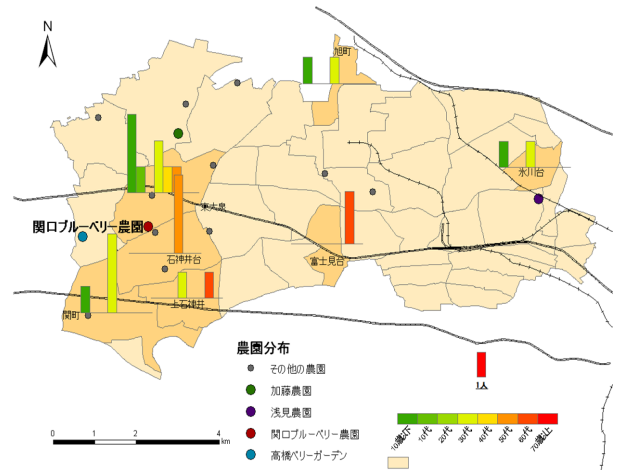 N
旭町
氷川台
東大泉
関口ブルーベリー農園
石神井台
富士見台
上石神井
関町
農園分布
その他の農園
加藤農園
浅見農園
関口ブルーベリー農園
高橋ベリーガーデン
1人
10歳以下
10代
20代
30代
40代
50代
60代
70歳以上
0 1 2 4 km